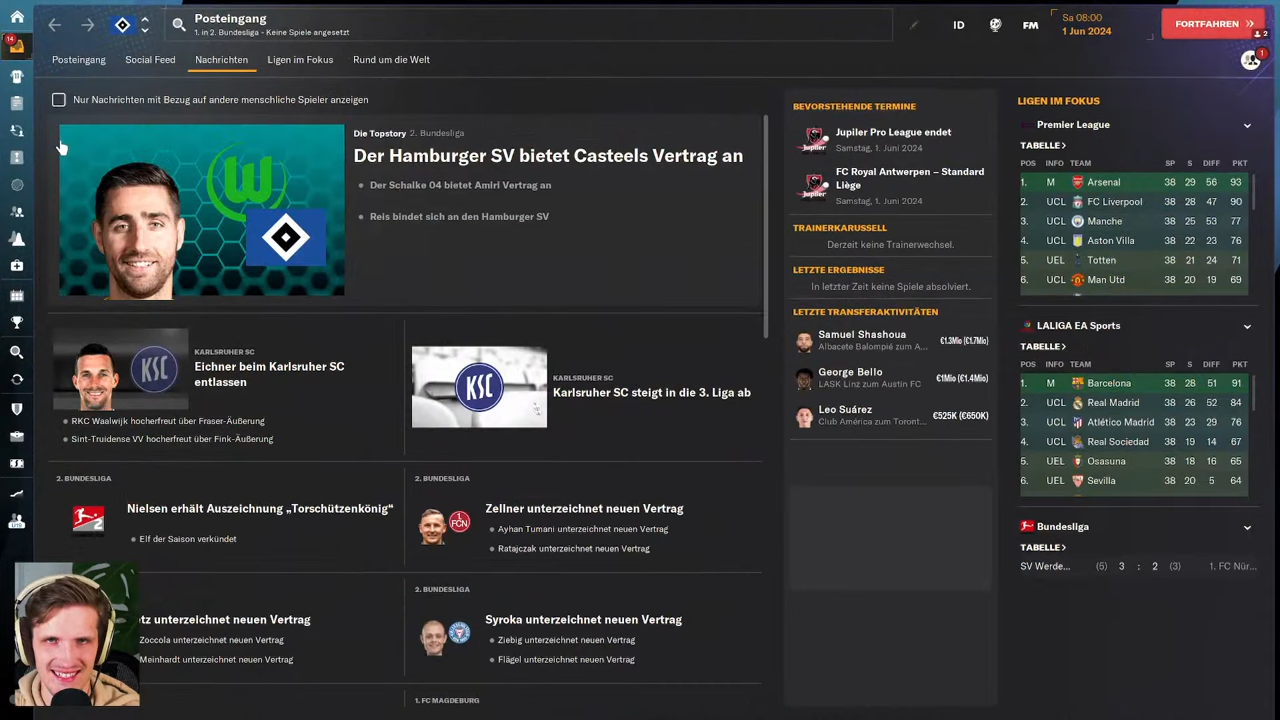 Posteingang
1. in 2. Bundesliga - Keine Spiele angesetzt
ID
FM
Sa 08:00
1 Jun 2024
FORTFAHREN
2
14
1
Posteingang
Social Feed
Nachrichten
Ligen im Fokus
Rund um die Welt
Nur Nachrichten mit Bezug auf andere menschliche Spieler anzeigen
Die Topstory 2. Bundesliga
Der Hamburger SV bietet Casteels Vertrag an
Der Schalke 04 bietet Amiri Vertrag an
Reis bindet sich an den Hamburger SV
KARLSRUHER SC
Eichner beim Karlsruher SC
entlassen
RKC Waalwijk hocherfreut über Fraser-Äußerung
Sint-Truidense VV hocherfreut über Fink-Äußerung
KSC
KARLSRUHER SC
Karlsruher SC steigt in die 3. Liga ab
KSC
2. BUNDESLIGA
Nielsen erhält Auszeichnung „Torschützenkönig“
Elf der Saison verkündet
2. BUNDESLIGA
Zellner unterzeichnet neuen Vertrag
Ayhan Tumani unterzeichnet neuen Vertrag
Ratajczak unterzeichnet neuen Vertrag
1.FCN
etz unterzeichnet neuen Vertrag
Zoccola unterzeichnet neuen Vertrag
Meinhardt unterzeichnet neuen Vertrag
2. BUNDESLIGA
Syroka unterzeichnet neuen Vertrag
Ziebig unterzeichnet neuen Vertrag
Flägel unterzeichnet neuen Vertrag
1. FC MAGDEBURG
BEVORSTEHENDE TERMINE
Jupiler Pro League endet
Samstag, 1. Juni 2024
FC Royal Antwerpen – Standard
Liège
Samstag, 1. Juni 2024
TRAINERKARUSSELL
Derzeit keine Trainerwechsel.
LETZTE ERGEBNISSE
In letzter Zeit keine Spiele absolviert.
LETZTE TRANSFERAKTIVITÄTEN
Samuel Shashoua €1.3Mio (€1.7Mio)
Albacete Balompié zum A...
George Bello €1Mio (€1.4Mio)
LASK Linz zum Austin FC
Leo Suárez €525K (€650K)
Club América zum Toront...
LIGEN IM FOKUS
Premier League
TABELLE
POS INFO TEAM SP S DIFF PKT
1. M Arsenal 38 29 56 93
2. UCL FC Liverpool 38 28 47 90
3. UCL Manche 38 25 53 77
4. UCL Aston Villa 38 22 23 76
5. UEL Totten 38 21 24 71
6. UCL Man Utd 38 20 19 69
LALIGA EA Sports
TABELLE
POS INFO TEAM SP S DIFF PKT
1. M Barcelona 38 28 51 91
2. UCL Real Madrid 38 26 52 84
3. UCL Atlético Madrid 38 23 29 76
4. UCL Real Sociedad 38 19 14 67
5. UEL Osasuna 38 18 16 65
6. UEL Sevilla 38 20 5 64
Bundesliga
TABELLE
SV Werde... (5) 3 : 2 (3) 1. FC Nür...